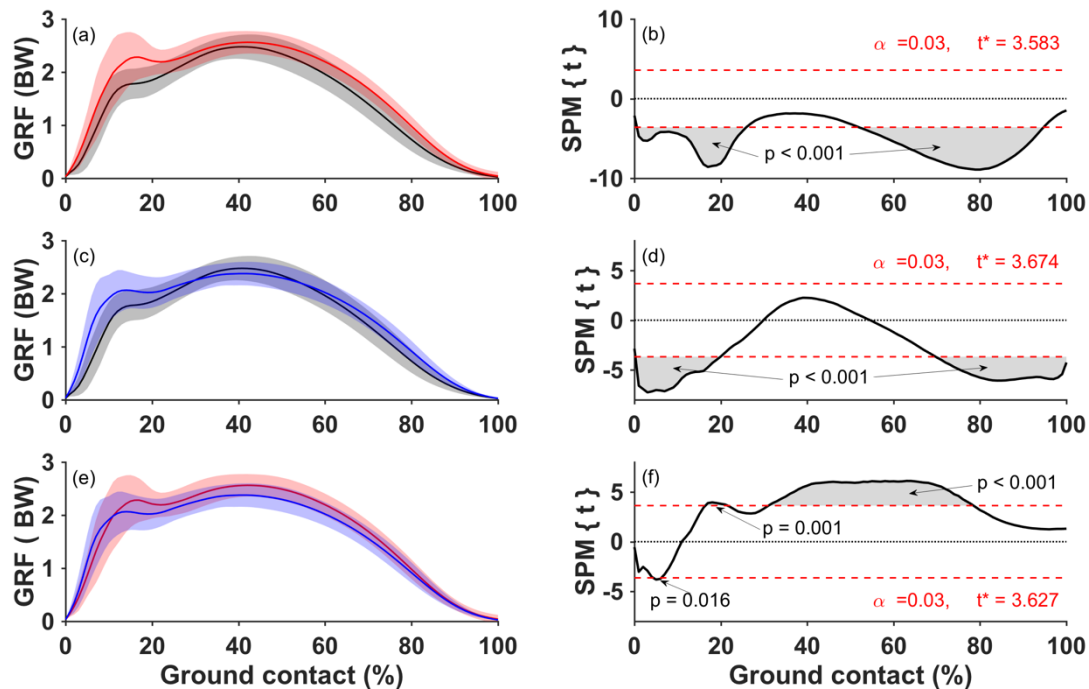 (a)
GRF (BW)
3
2
1
0
0 20 40 60 80 100
(b)
SPM { t }
10
0
-10
α =0.03, t* = 3.583
p < 0.001
0 20 40 60 80 100
(c)
GRF (BW)
3
2
1
0
0 20 40 60 80 100
(d)
SPM { t }
5
0
-5
α =0.03, t* = 3.674
p < 0.001
0 20 40 60 80 100
(e)
GRF ( BW)
3
2
1
0
0 20 40 60 80 100
Ground contact (%)
(f)
SPM { t }
5
0
-5
p < 0.001
p = 0.001
p = 0.016
α =0.03, t* = 3.627
0 20 40 60 80 100
Ground contact (%)